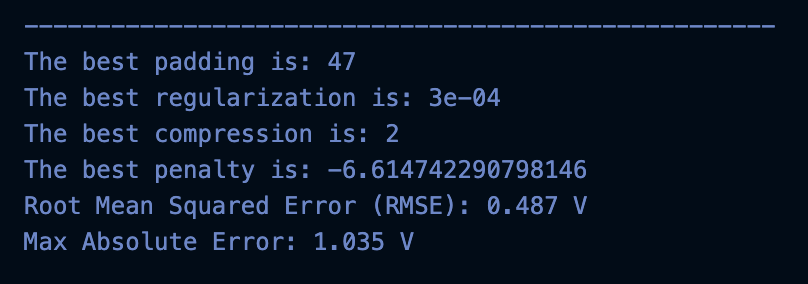 ----------------------------------------------------
The best padding is: 47
The best regularization is: 3e-04
The best compression is: 2
The best penalty is: -6.614742290798146
Root Mean Squared Error (RMSE): 0.487 V
Max Absolute Error: 1.035 V